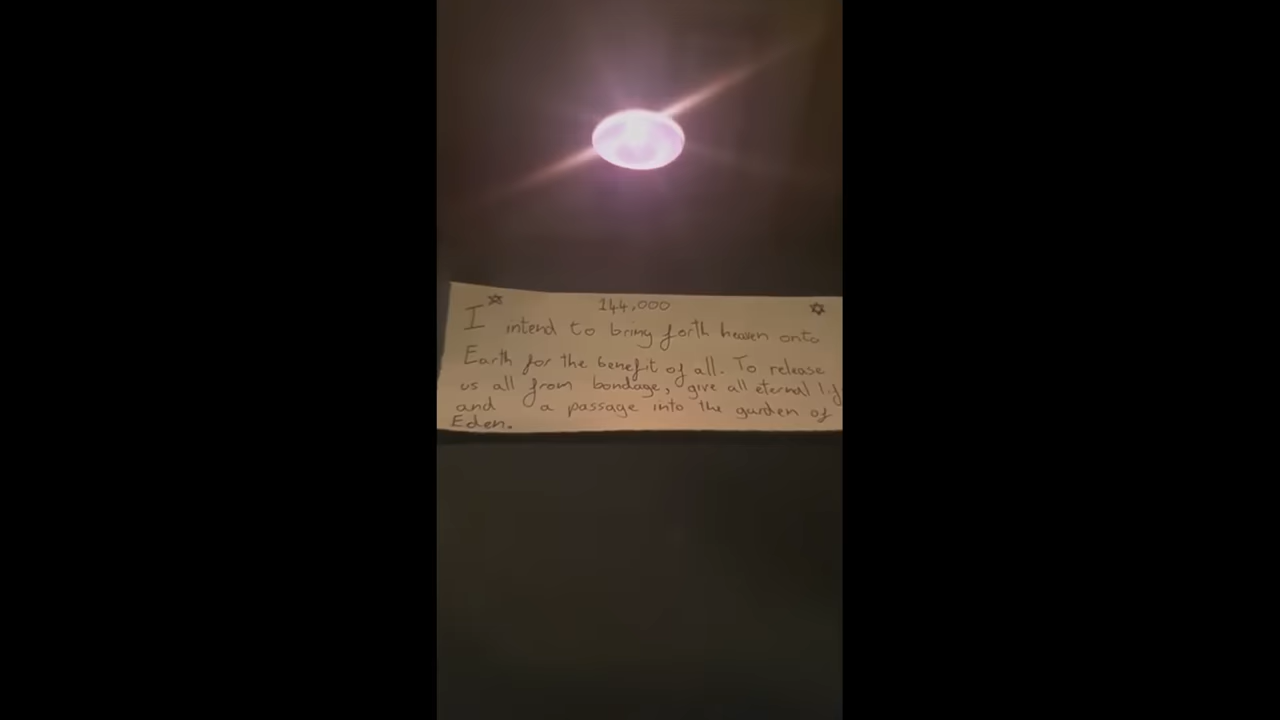 144,000
I intend to bring forth heaven onto
Earth for the benefit of all. To release
us all from bondage, give all eternal lif
and a passage into the garden of
Eden.